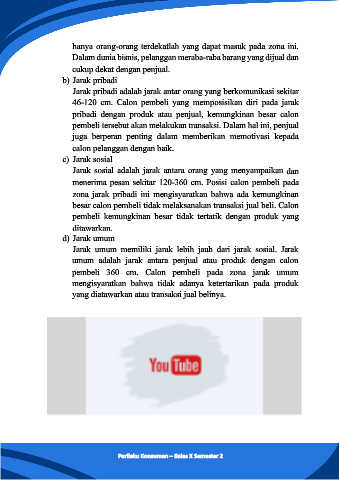 hanya orang-orang terdekatlah yang dapat masuk pada zona ini.
Dalam dunia bisnis, pelanggan meraba-raba barang yang dijual dan
cukup dekat dengan penjual.
b) Jarak pribadi
Jarak pribadi adalah jarak antar orang yang berkomunikasi sekitar
46-120 cm. Calon pembeli yang memposisikan diri pada jarak
pribadi dengan produk atau penjual, kemungkinan besar calon
pembeli tersebut akan melakukan transaksi. Dalam hal ini, penjual
juga berperan penting dalam memberikan memotivasi kepada
calon pelanggan dengan baik.
c) Jarak sosial
Jarak sosial adalah jarak antara orang yang menyampaikan dan
menerima pesan sekitar 120-360 cm. Posisi calon pembeli pada
zona jarak pribadi ini mengisyaratkan bahwa ada kemungkinan
besar calon pembeli tidak melaksanakan transaksi jual beli. Calon
pembeli kemungkinan besar tidak tertarik dengan produk yang
ditawarkan.
d) Jarak umum
Jarak umum memiliki jarak lebih jauh dari jarak sosial. Jarak
umum adalah jarak antara penjual atau produk dengan calon
pembeli 360 cm. Calon pembeli pada zona jarak umum
mengisyaratkan bahwa tidak adanya ketertarikan pada produk
yang diatawarkan atau transaksi jual belinya.
YouTube
Perilaku Konsumen – Kelas X Semester 2